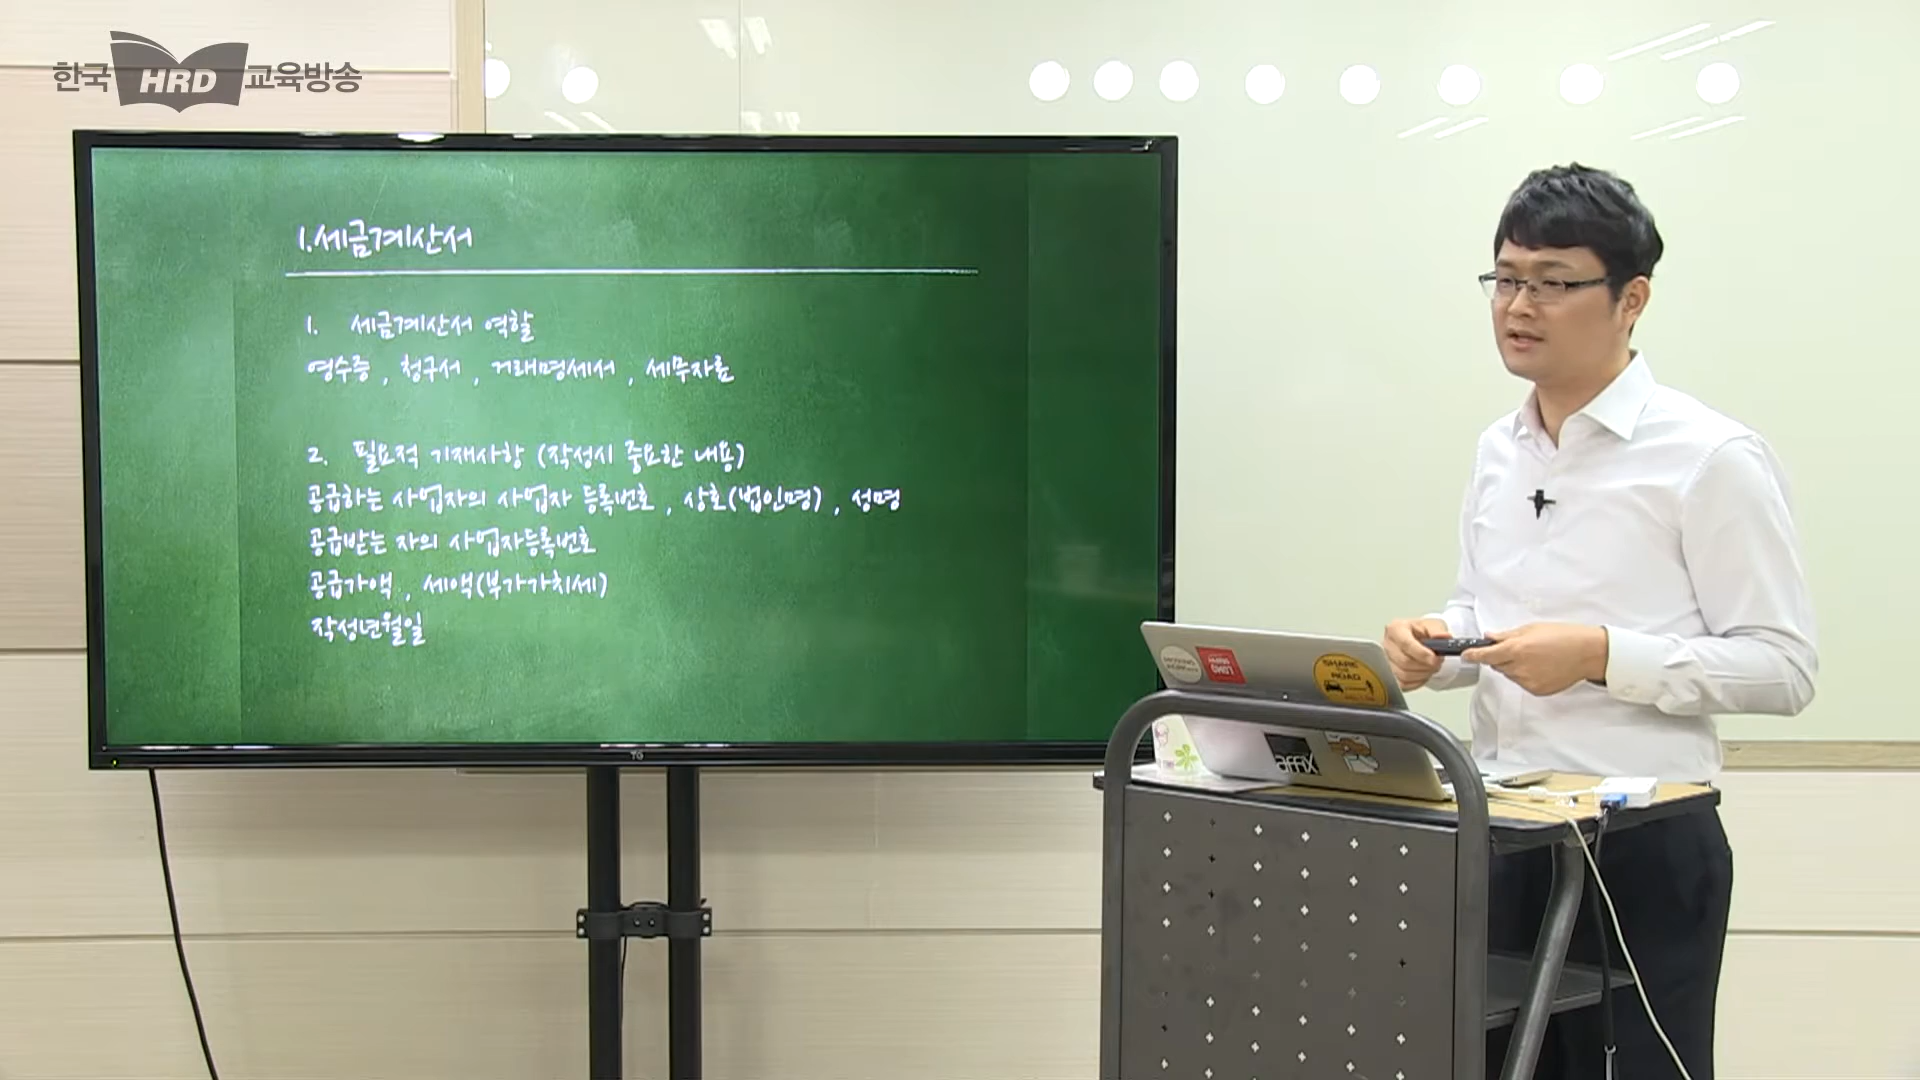 한국 HRD 교육방송
1.세금계산서
1. 세금계산서 역할
영수증 , 청구서 , 거래명세서 , 세무자료
2. 필요적 기재사항 (작성시 중요한 내용)
공급하는 사업자의 사업자 등록번호 , 상호(법인명) , 성명
공급받는 자의 사업자등록번호
공급가액 , 세액(부가가치세)
작성년월일
TG
SHARE
THE
ROAD
affix